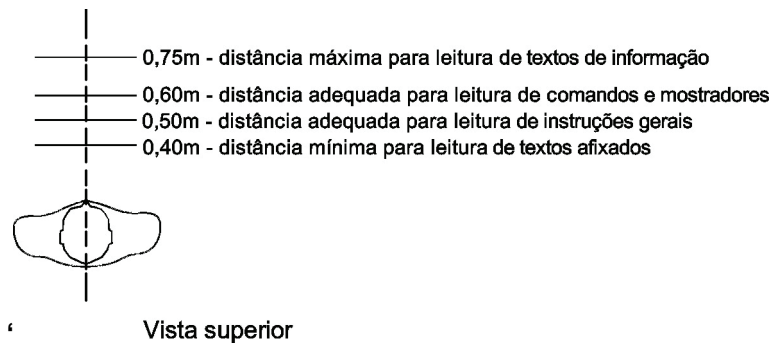 0,75m - distância máxima para leitura de textos de informação
0,60m - distância adequada para leitura de comandos e mostradores
0,50m - distância adequada para leitura de instruções gerais
0,40m - distância mínima para leitura de textos afixados
‘ Vista superior